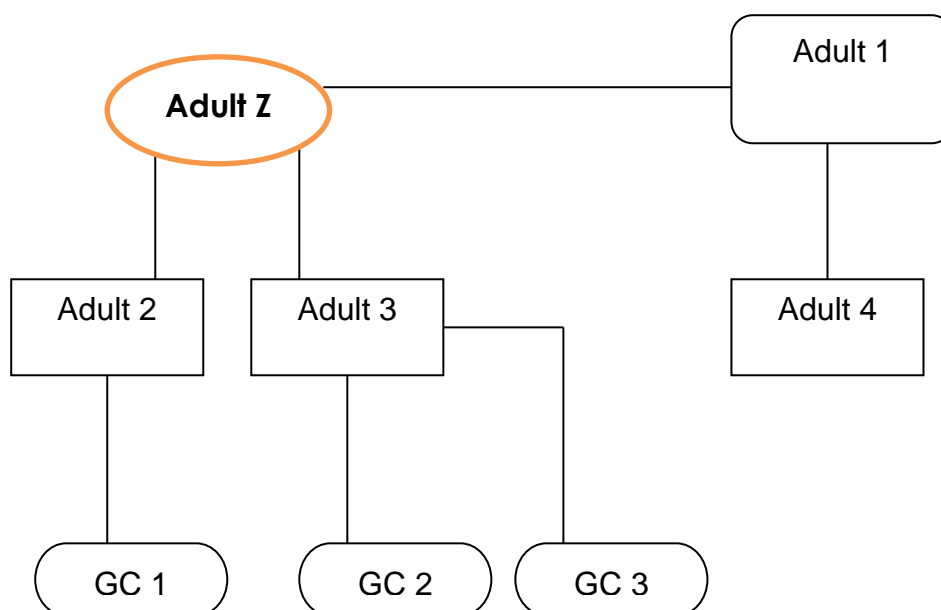 Adult 1
Adult Z
Adult 2
Adult 3
Adult 4
GC 1
GC 2
GC 3